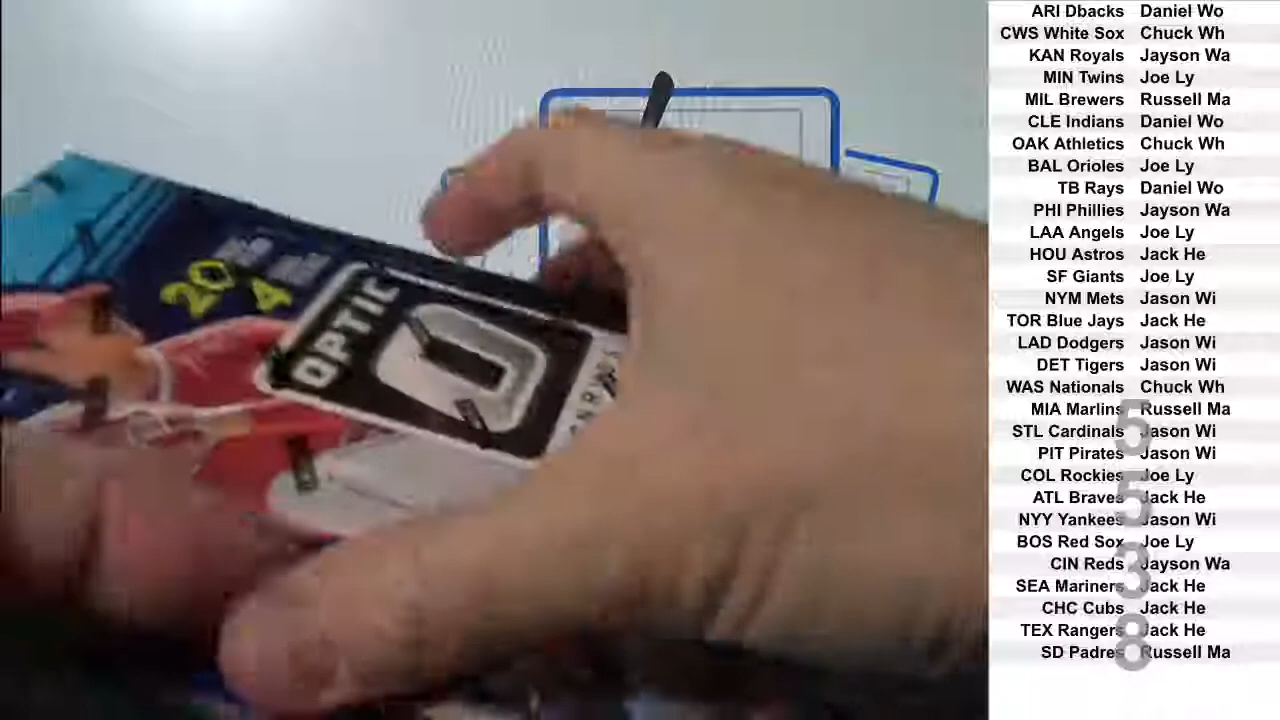 20
4
OPTIC
ARI Dbacks Daniel Wo
CWS White Sox Chuck Wh
KAN Royals Jayson Wa
MIN Twins Joe Ly
MIL Brewers Russell Ma
CLE Indians Daniel Wo
OAK Athletics Chuck Wh
BAL Orioles Joe Ly
TB Rays Daniel Wo
PHI Phillies Jayson Wa
LAA Angels Joe Ly
HOU Astros Jack He
SF Giants Joe Ly
NYM Mets Jason Wi
TOR Blue Jays Jack He
LAD Dodgers Jason Wi
DET Tigers Jason Wi
WAS Nationals Chuck Wh
MIA Marlins Russell Ma
STL Cardinals Jason Wi
PIT Pirates Jason Wi
COL Rockies Joe Ly
ATL Braves Jack He
NYY Yankees Jason Wi
BOS Red Sox Joe Ly
CIN Reds Jayson Wa
SEA Mariners Jack He
CHC Cubs Jack He
TEX Rangers Jack He
SD Padres Russell Ma
5
5
3
8